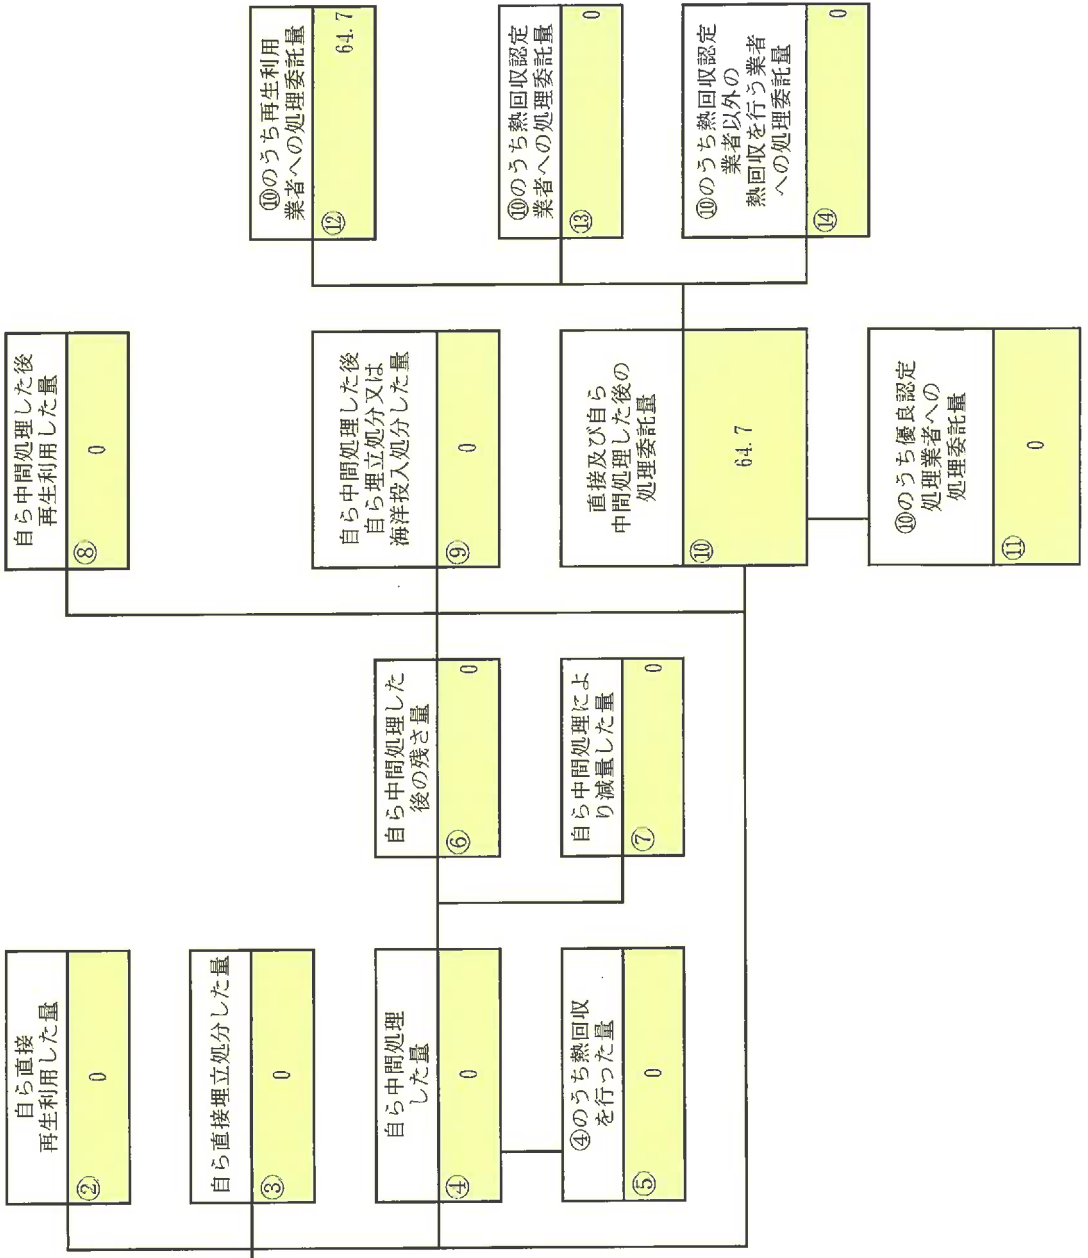 自ら直接
再生利用した量
②
0
自ら直接埋立処分した量
③
0
自ら中間処理
した量
④
0
④のうち熱回収
を行った量
⑤
0
自ら中間処理した
後の残さ量
⑥
0
自ら中間処理によ
り減量した量
⑦
0
自ら中間処理した後
再生利用した量
⑧
0
自ら中間処理した後
自ら埋立処分又は
海洋投入処分した量
⑨
0
直接及び自ら
中間処理した後の
処理委託量
⑩
64.7
⑩のうち優良認定
処理業者への
処理委託量
⑪
0
⑩のうち再生利用
業者への処理委託量
⑫
64.7
⑩のうち熱回収認定
業者への処理委託量
⑬
0
⑩のうち熱回収認定
業者以外の
熱回収を行う業者
への処理委託量
⑭
0